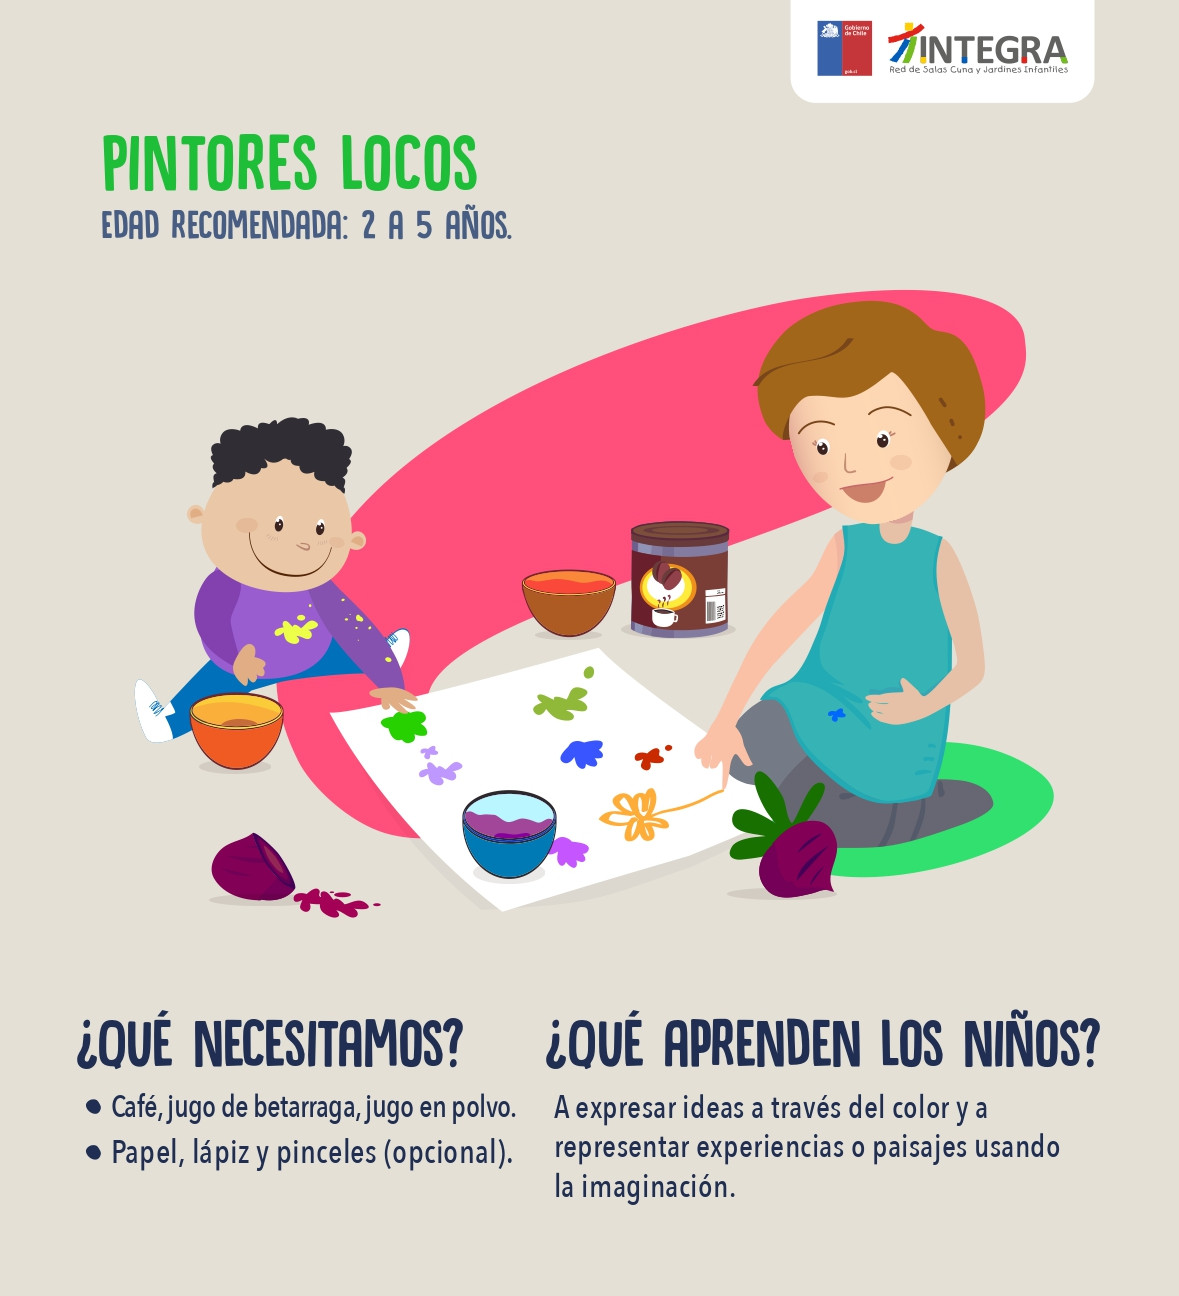 Gobierno
de Chile
gob.cl
INTEGRA
Red de Salas Cuna y Jardines Infantiles
PINTORES LOCOS
EDAD RECOMENDADA: 2 A 5 AÑOS.
¿QUÉ NECESITAMOS?
• Café, jugo de betarraga, jugo en polvo.
• Papel, lápiz y pinceles (opcional).
¿QUÉ APRENDEN LOS NIÑOS?
A expresar ideas a través del color y a
representar experiencias o paisajes usando
la imaginación.